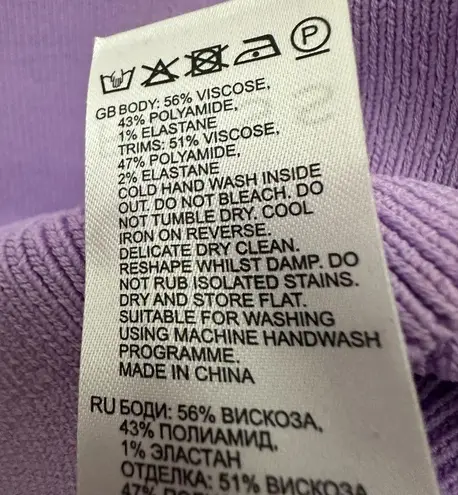 P
GB BODY: 56% VISCOSE,
43% POLYAMIDE,
1% ELASTANE
TRIMS: 51% VISCOSE,
47% POLYAMIDE,
2% ELASTANE
COLD HAND WASH INSIDE
OUT. DO NOT BLEACH. DO
NOT TUMBLE DRY. COOL
IRON ON REVERSE.
DELICATE DRY CLEAN.
RESHAPE WHILST DAMP. DO
NOT RUB ISOLATED STAINS.
DRY AND STORE FLAT.
SUITABLE FOR WASHING
USING MACHINE HANDWASH
PROGRAMME.
MADE IN CHINA
RU БОДИ: 56% ВИСКОЗА,
43% ПОЛИАМИД,
1% ЭЛАСТАН
ОТДЕЛКА: 51% ВИСКОЗА
47%